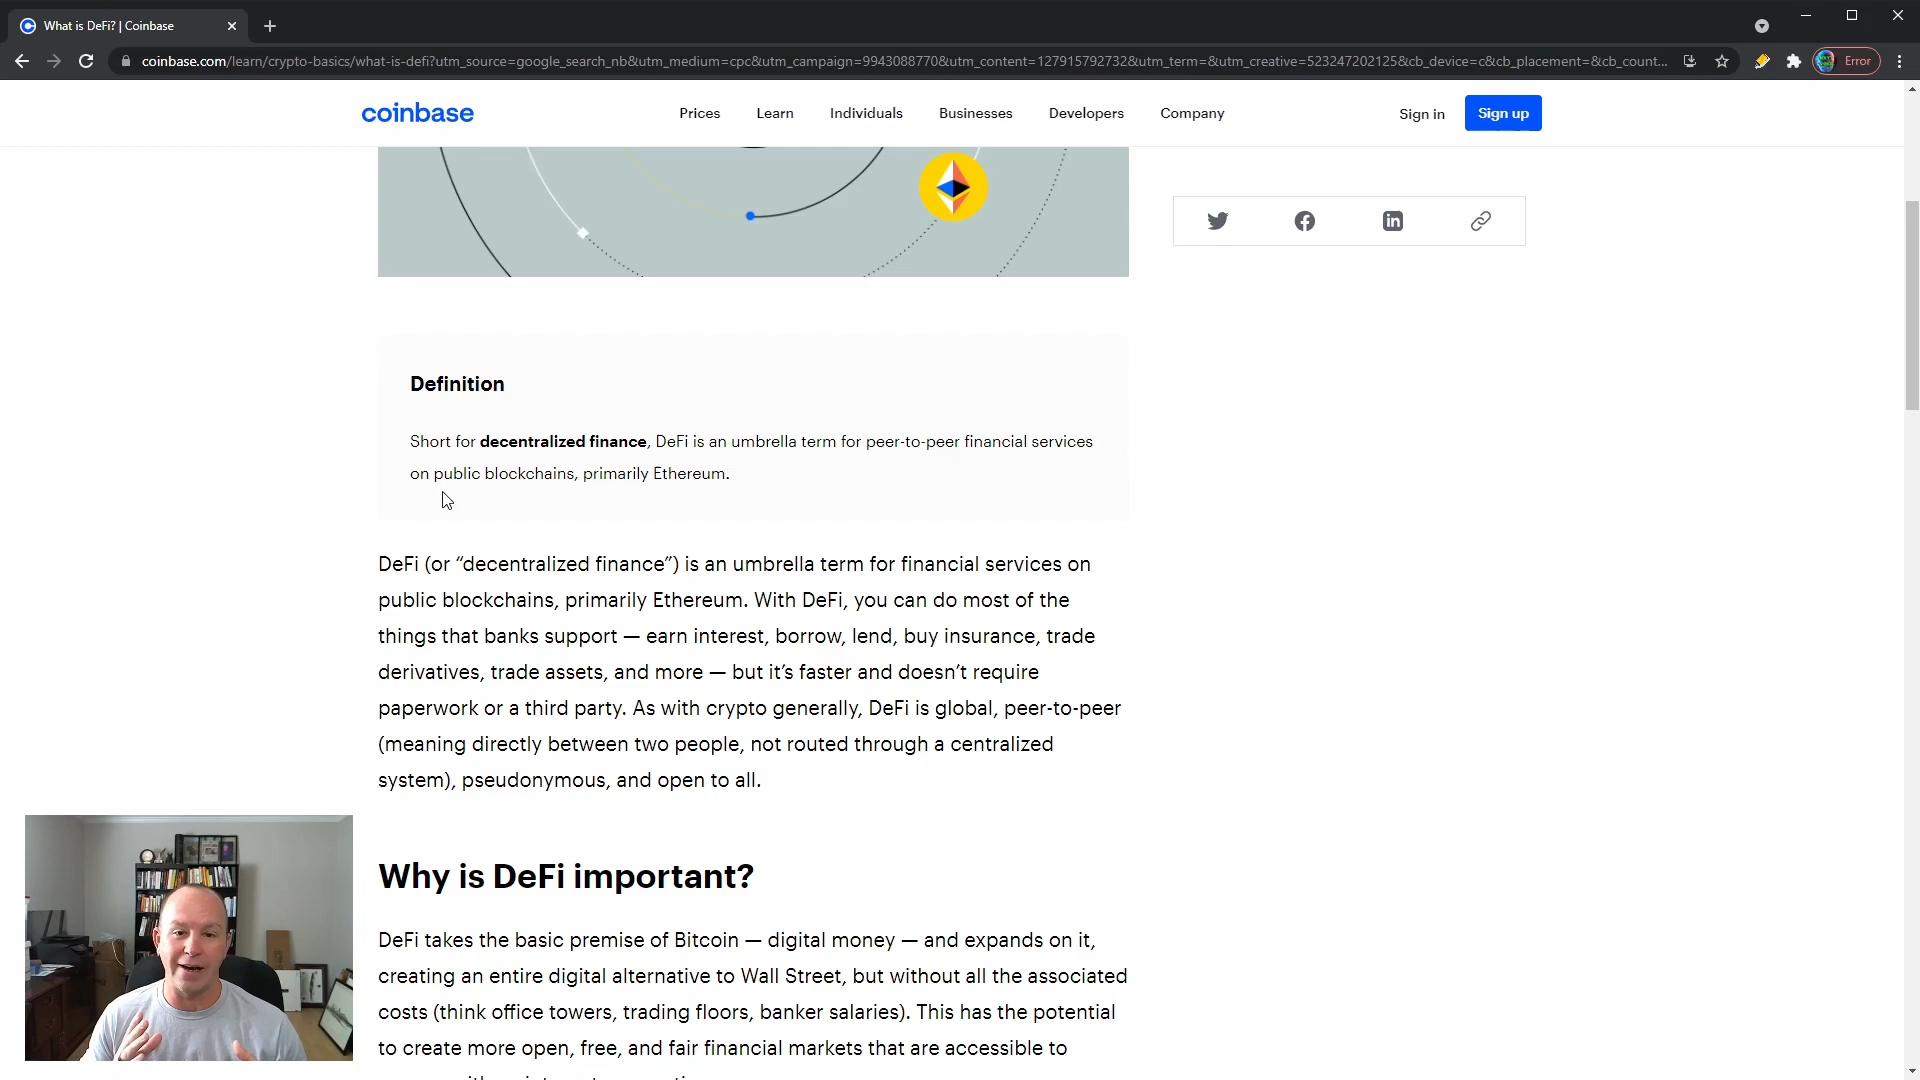 What is DeFi? | Coinbase
coinbase.com/learn/crypto-basics/what-is-defi?utm_source=google_search_nb&utm_medium=cpc&utm_campaign=9943088770&utm_content=127915792732&utm_term=&utm_creative=523247202125&cb_device=c&cb_placement=&cb_count...
Error
coinbase
Prices
Learn
Individuals
Businesses
Developers
Company
Sign in
Sign up
Definition
Short for decentralized finance, DeFi is an umbrella term for peer-to-peer financial services
on public blockchains, primarily Ethereum.
DeFi (or “decentralized finance”) is an umbrella term for financial services on
public blockchains, primarily Ethereum. With DeFi, you can do most of the
things that banks support — earn interest, borrow, lend, buy insurance, trade
derivatives, trade assets, and more — but it’s faster and doesn’t require
paperwork or a third party. As with crypto generally, DeFi is global, peer-to-peer
(meaning directly between two people, not routed through a centralized
system), pseudonymous, and open to all.
Why is DeFi important?
DeFi takes the basic premise of Bitcoin — digital money — and expands on it,
creating an entire digital alternative to Wall Street, but without all the associated
costs (think office towers, trading floors, banker salaries). This has the potential
to create more open, free, and fair financial markets that are accessible to